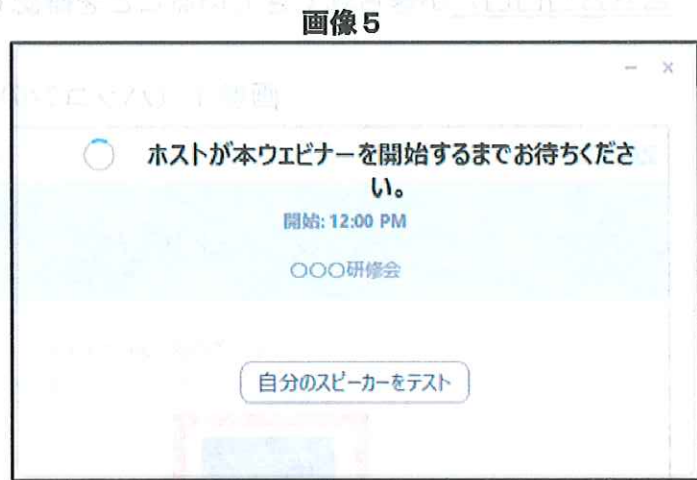 画像5
ホストが本ウェビナーを開始するまでお待ちくださ
い。
開始: 12:00 PM
〇〇〇研修会
自分のスピーカーをテスト